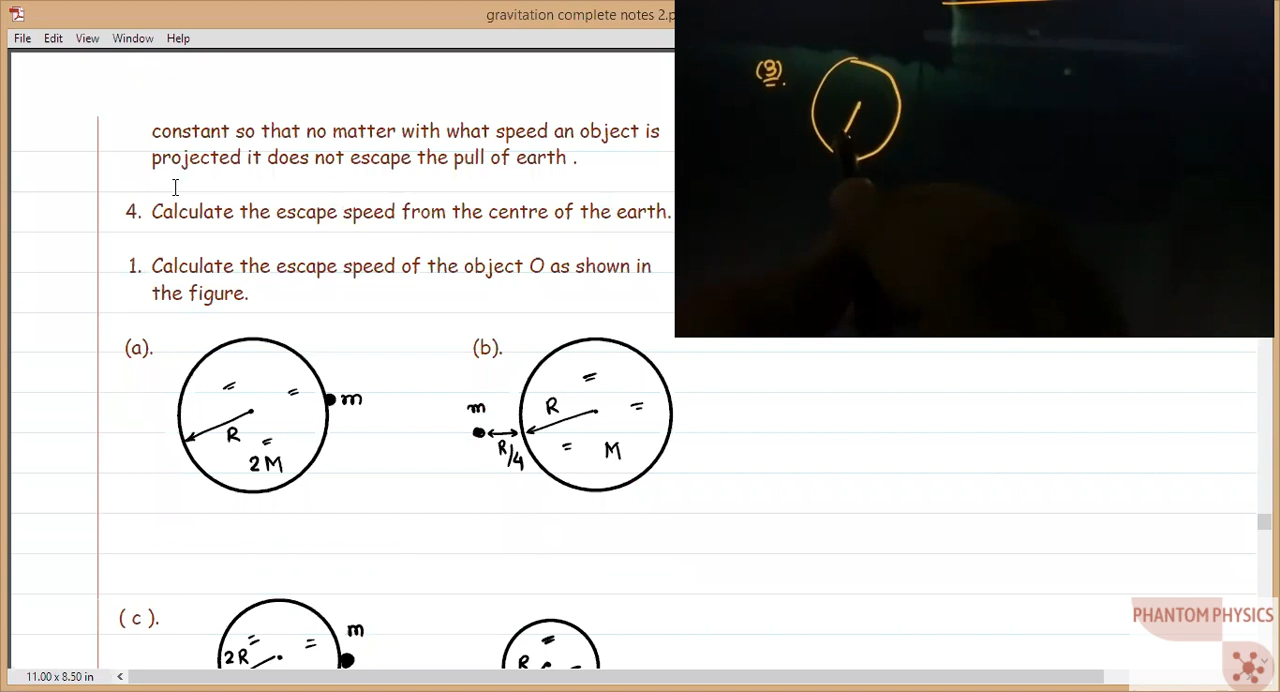 gravitation complete notes 2.p
File Edit View Window Help
(3)
constant so that no matter with what speed an object is
projected it does not escape the pull of earth .
4. Calculate the escape speed from the centre of the earth.
1. Calculate the escape speed of the object O as shown in
the figure.
(a).
(b).
m
R
2M
m
R
R/4
M
(c).
m
2R
R
PHANTOM PHYSICS
11.00 x 8.50 in